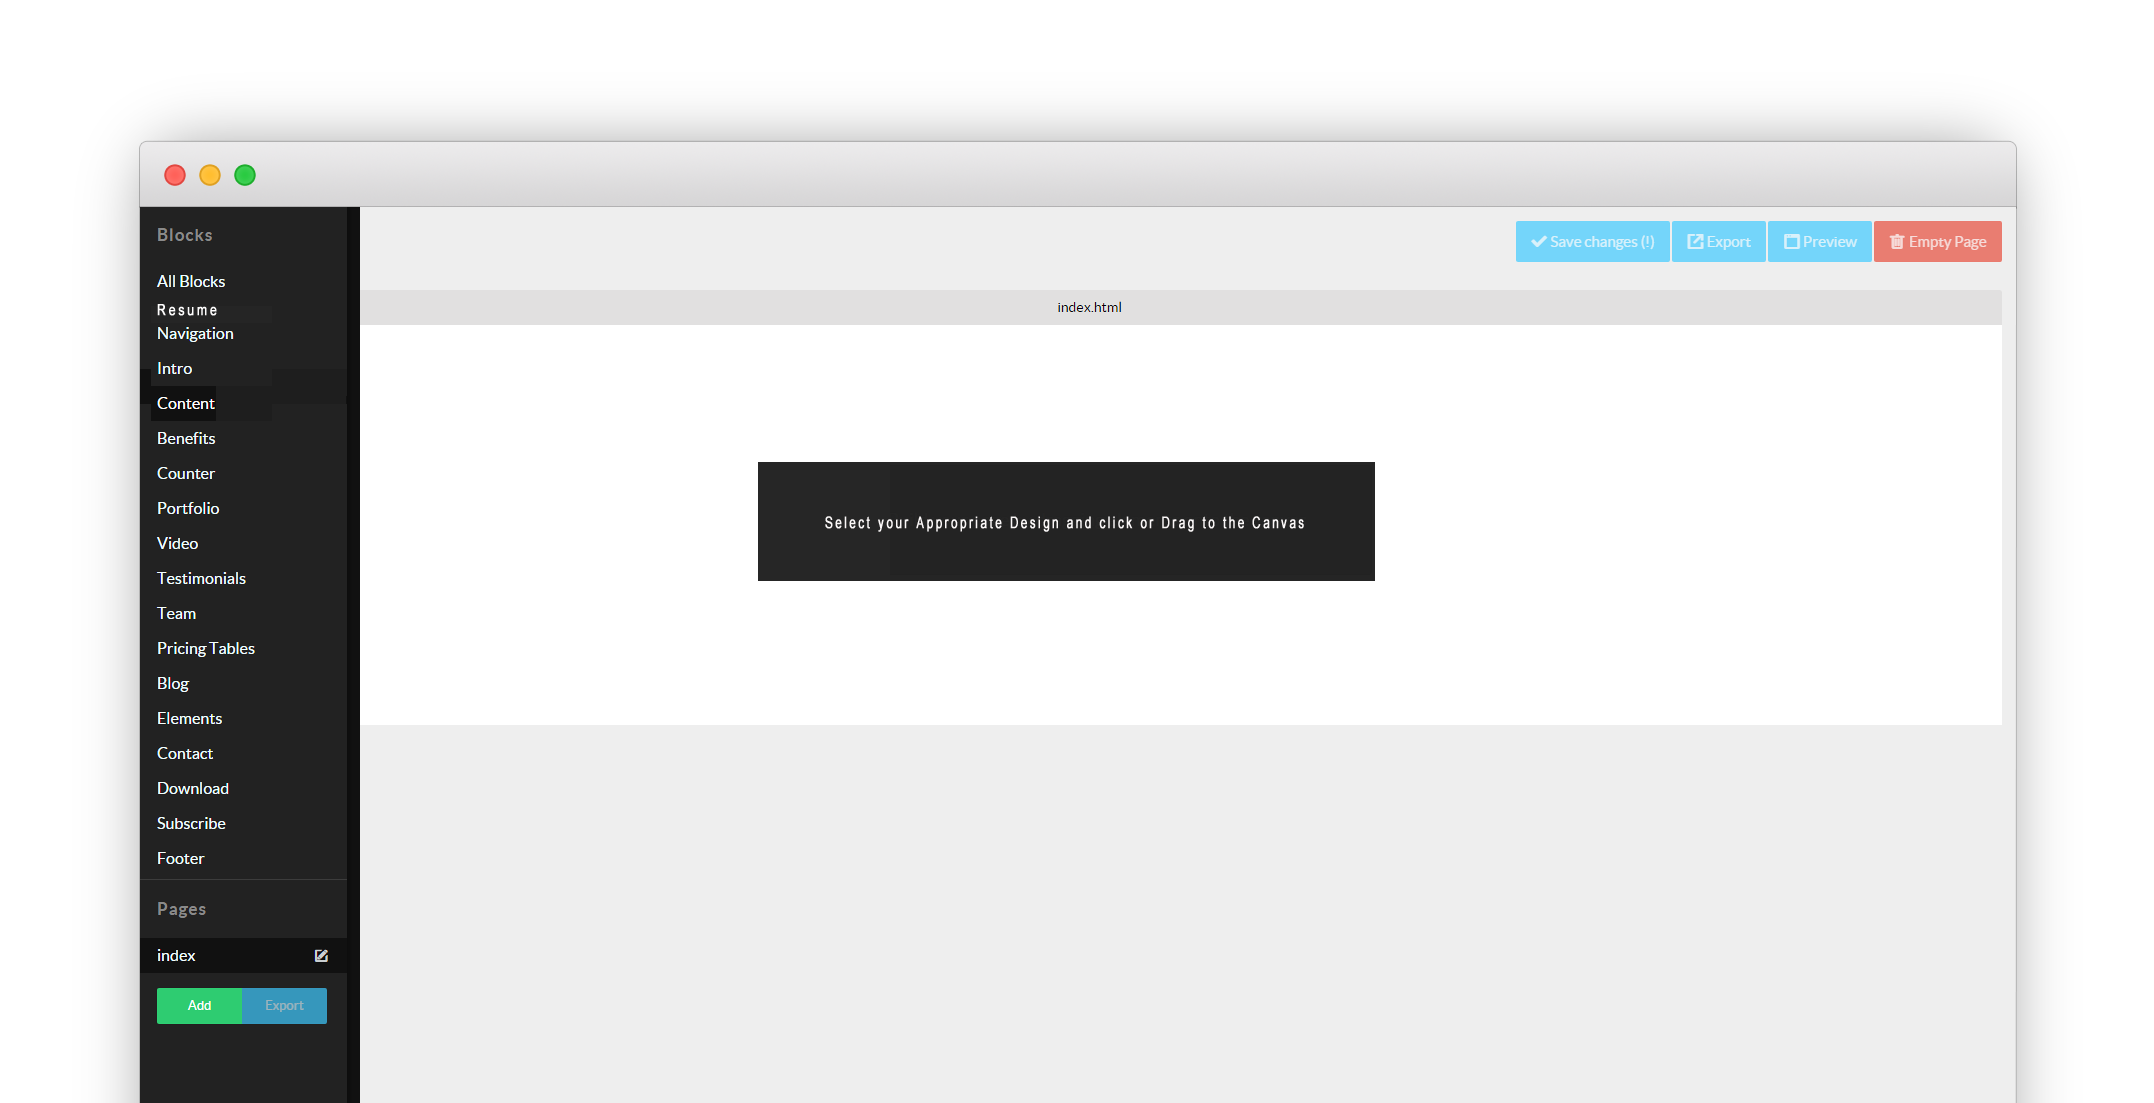 Blocks
All Blocks
Resume
Navigation
Intro
Content
Benefits
Counter
Portfolio
Video
Testimonials
Team
Pricing Tables
Blog
Elements
Contact
Download
Subscribe
Footer
Pages
index
Add Export
Save changes (!) Export Preview Empty Page
index.html
Select your Appropriate Design and click or Drag to the Canvas